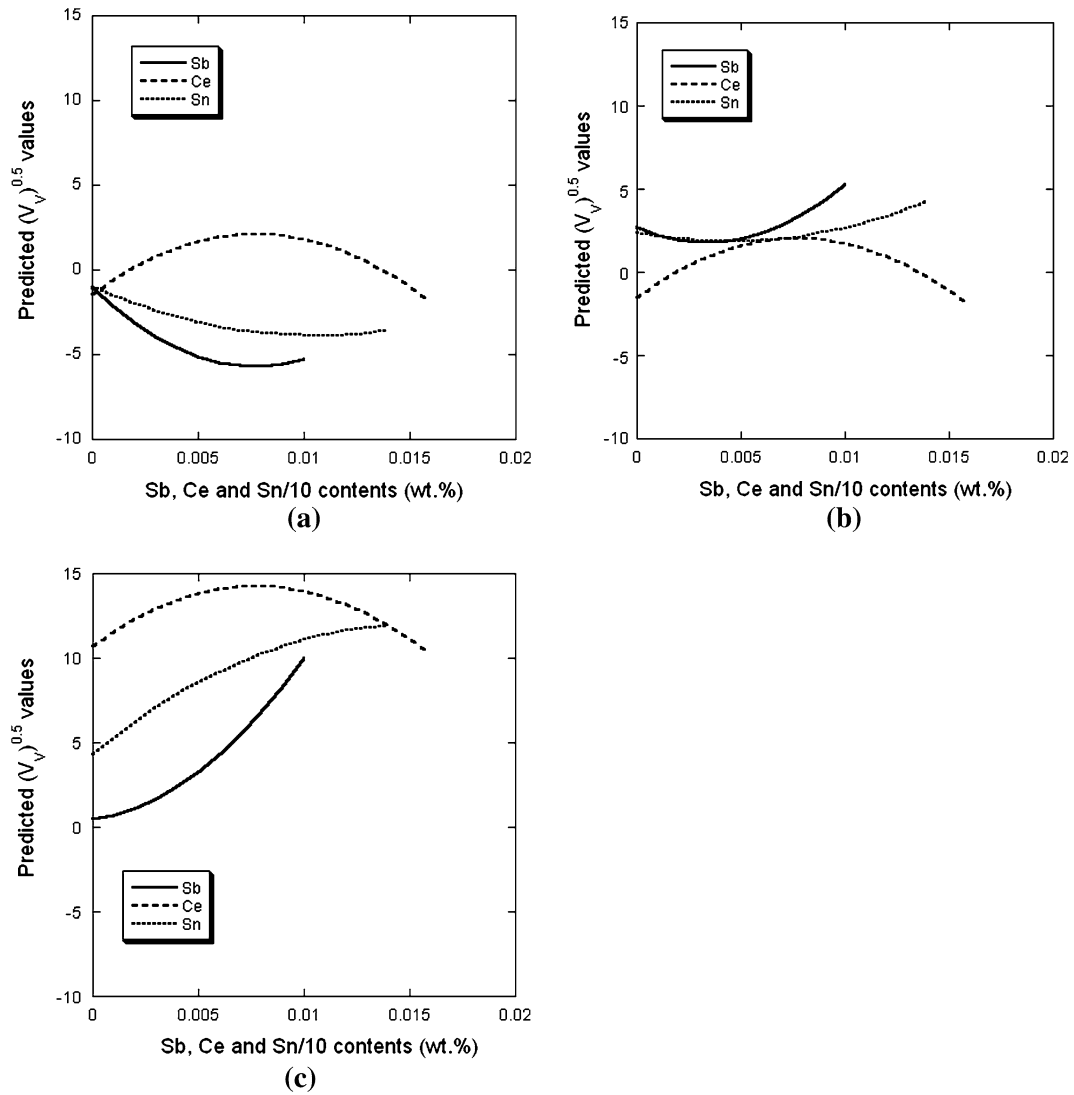 15
10
5
0
-5
-10
Predicted (V_V)^0.5 values
Sb
Ce
Sn
0 0.005 0.01 0.015 0.02
Sb, Ce and Sn/10 contents (wt.%)
(a)
15
10
5
0
-5
-10
Predicted (V_V)^0.5 values
Sb
Ce
Sn
0 0.005 0.01 0.015 0.02
Sb, Ce and Sn/10 contents (wt.%)
(b)
15
10
5
0
-5
-10
Predicted (V_V)^0.5 values
Sb
Ce
Sn
0 0.005 0.01 0.015 0.02
Sb, Ce and Sn/10 contents (wt.%)
(c)